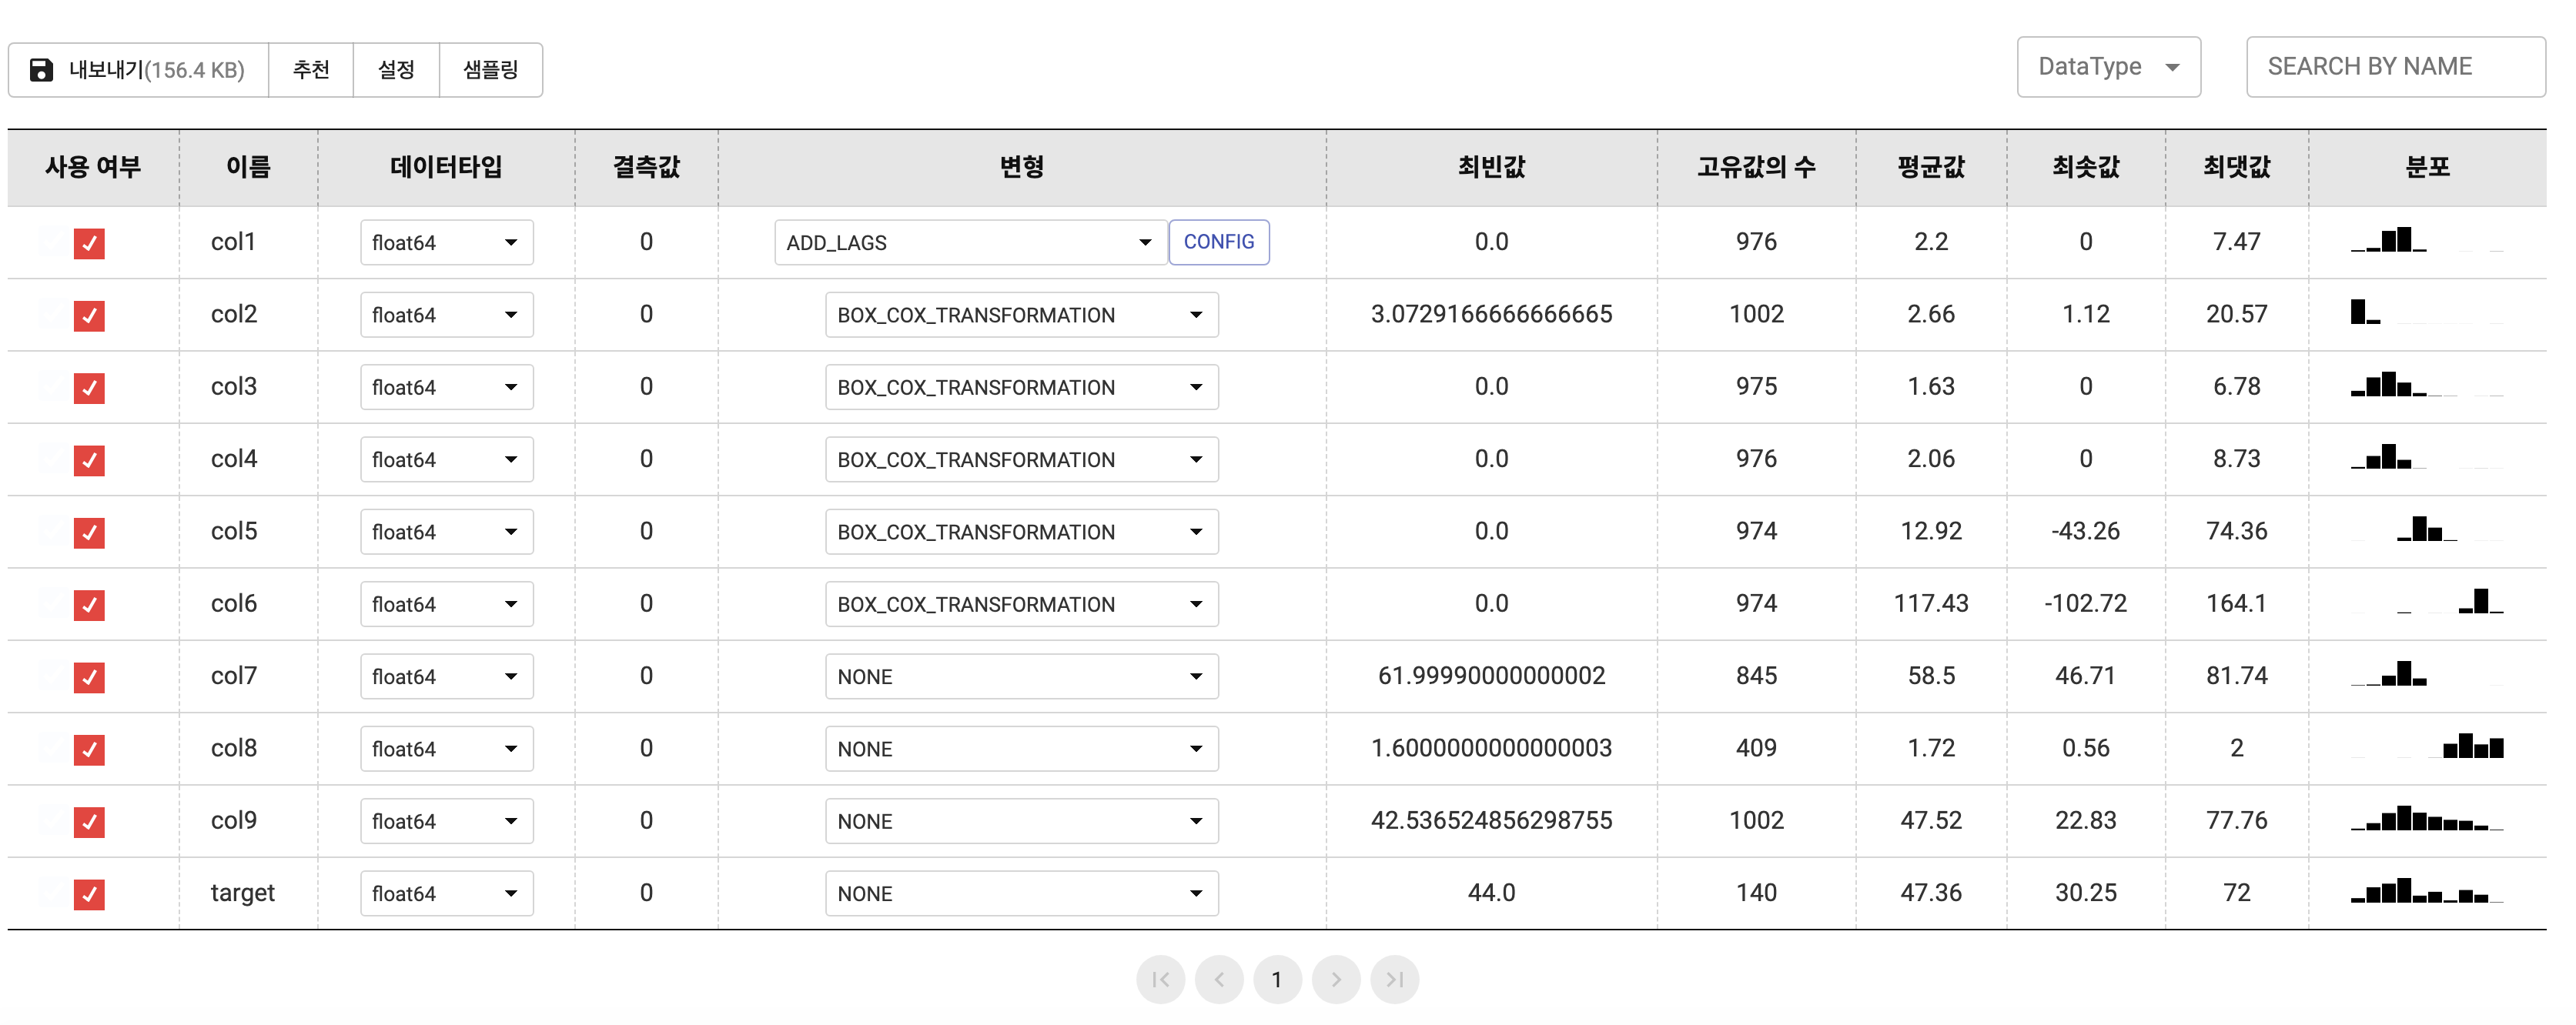 내보내기(156.4 KB) 추천 설정 샘플링 DataType SEARCH BY NAME
사용 여부 이름 데이터타입 결측값 변형 최빈값 고유값의 수 평균값 최솟값 최댓값 분포
col1 float64 0 ADD_LAGS CONFIG 0.0 976 2.2 0 7.47
col2 float64 0 BOX_COX_TRANSFORMATION 3.0729166666666665 1002 2.66 1.12 20.57
col3 float64 0 BOX_COX_TRANSFORMATION 0.0 975 1.63 0 6.78
col4 float64 0 BOX_COX_TRANSFORMATION 0.0 976 2.06 0 8.73
col5 float64 0 BOX_COX_TRANSFORMATION 0.0 974 12.92 -43.26 74.36
col6 float64 0 BOX_COX_TRANSFORMATION 0.0 974 117.43 -102.72 164.1
col7 float64 0 NONE 61.99990000000002 845 58.5 46.71 81.74
col8 float64 0 NONE 1.6000000000000003 409 1.72 0.56 2
col9 float64 0 NONE 42.536524856298755 1002 47.52 22.83 77.76
target float64 0 NONE 44.0 140 47.36 30.25 72
1